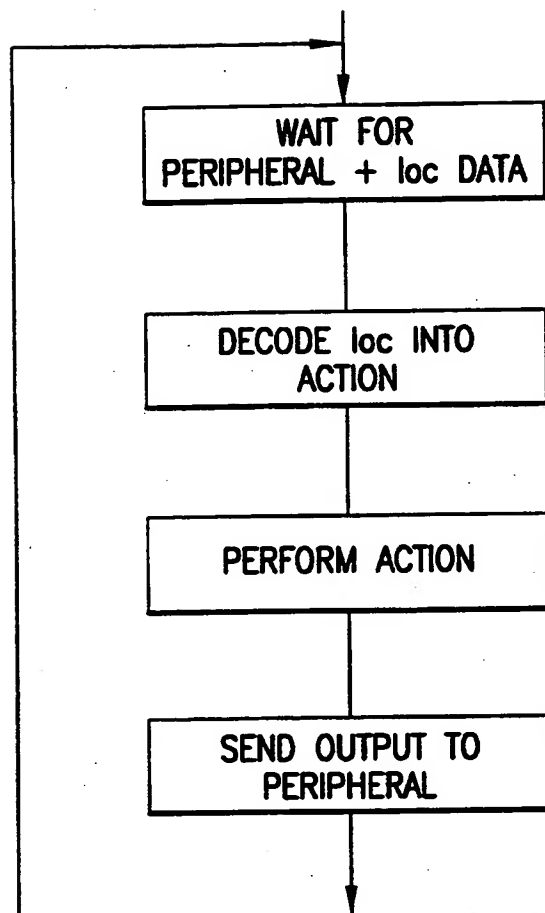 WAIT FOR
PERIPHERAL + loc DATA
DECODE loc INTO
ACTION
PERFORM ACTION
SEND OUTPUT TO
PERIPHERAL